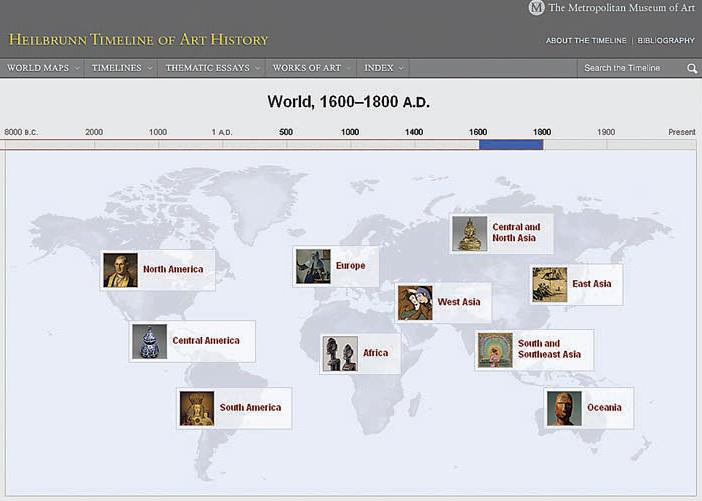 The Metropolitan Museum of Art
HEILBRUNN TIMELINE OF ART HISTORY
ABOUT THE TIMELINE | BIBLIOGRAPHY
WORLD MAPS TIMELINES THEMATIC ESSAYS WORKS OF ART INDEX Search the Timeline
World, 1600–1800 A.D.
8000 B.C. 2000 1000 1 A.D. 500 1000 1400 1600 1800 1900 Present
Central and
North Asia
North America
Europe
East Asia
West Asia
Central America
Africa
South and
Southeast Asia
South America
Oceania